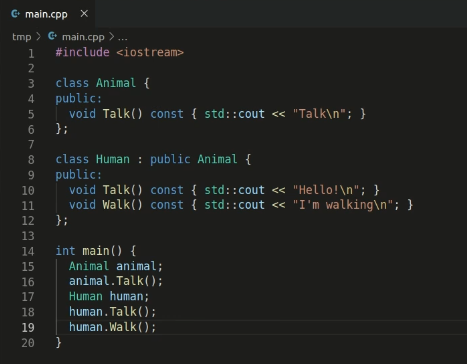 main.cpp ×
tmp > main.cpp > ...
1 #include <iostream>
2
3 class Animal {
4 public:
5   void Talk() const { std::cout << "Talk\n"; }
6 };
7
8 class Human : public Animal {
9 public:
10   void Talk() const { std::cout << "Hello!\n"; }
11   void Walk() const { std::cout << "I'm walking\n"; }
12 };
13
14 int main() {
15   Animal animal;
16   animal.Talk();
17   Human human;
18   human.Talk();
19   human.Walk();
20 }